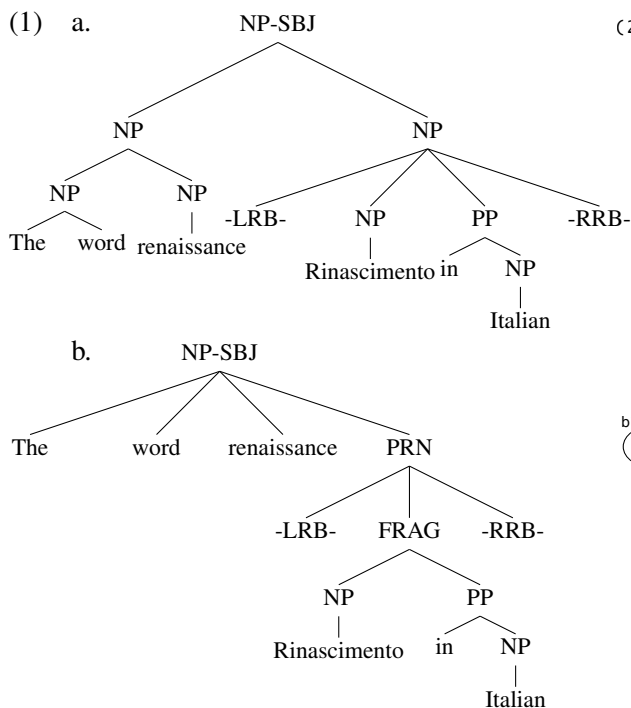 (1) a. NP-SBJ (2
NP NP
NP NP -LRB- NP PP -RRB-
The word renaissance Rinascimento in NP
Italian
b. NP-SBJ
The word renaissance PRN b
-LRB- FRAG -RRB-
NP PP
Rinascimento in NP
Italian